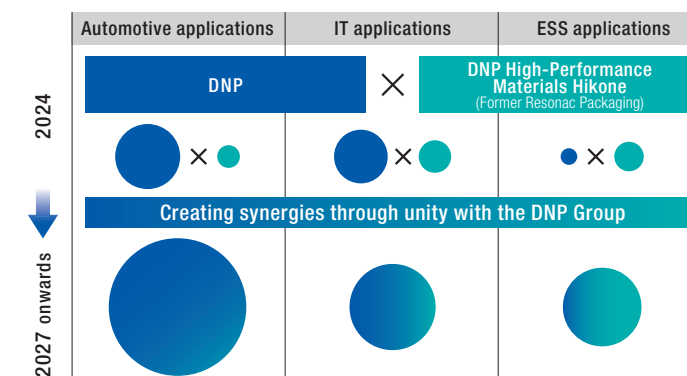 Automotive applications
IT applications
ESS applications
2024
DNP
×
DNP High-Performance
Materials Hikone
(Former Resonac Packaging)
×
×
×
Creating synergies through unity with the DNP Group
2027 onwards